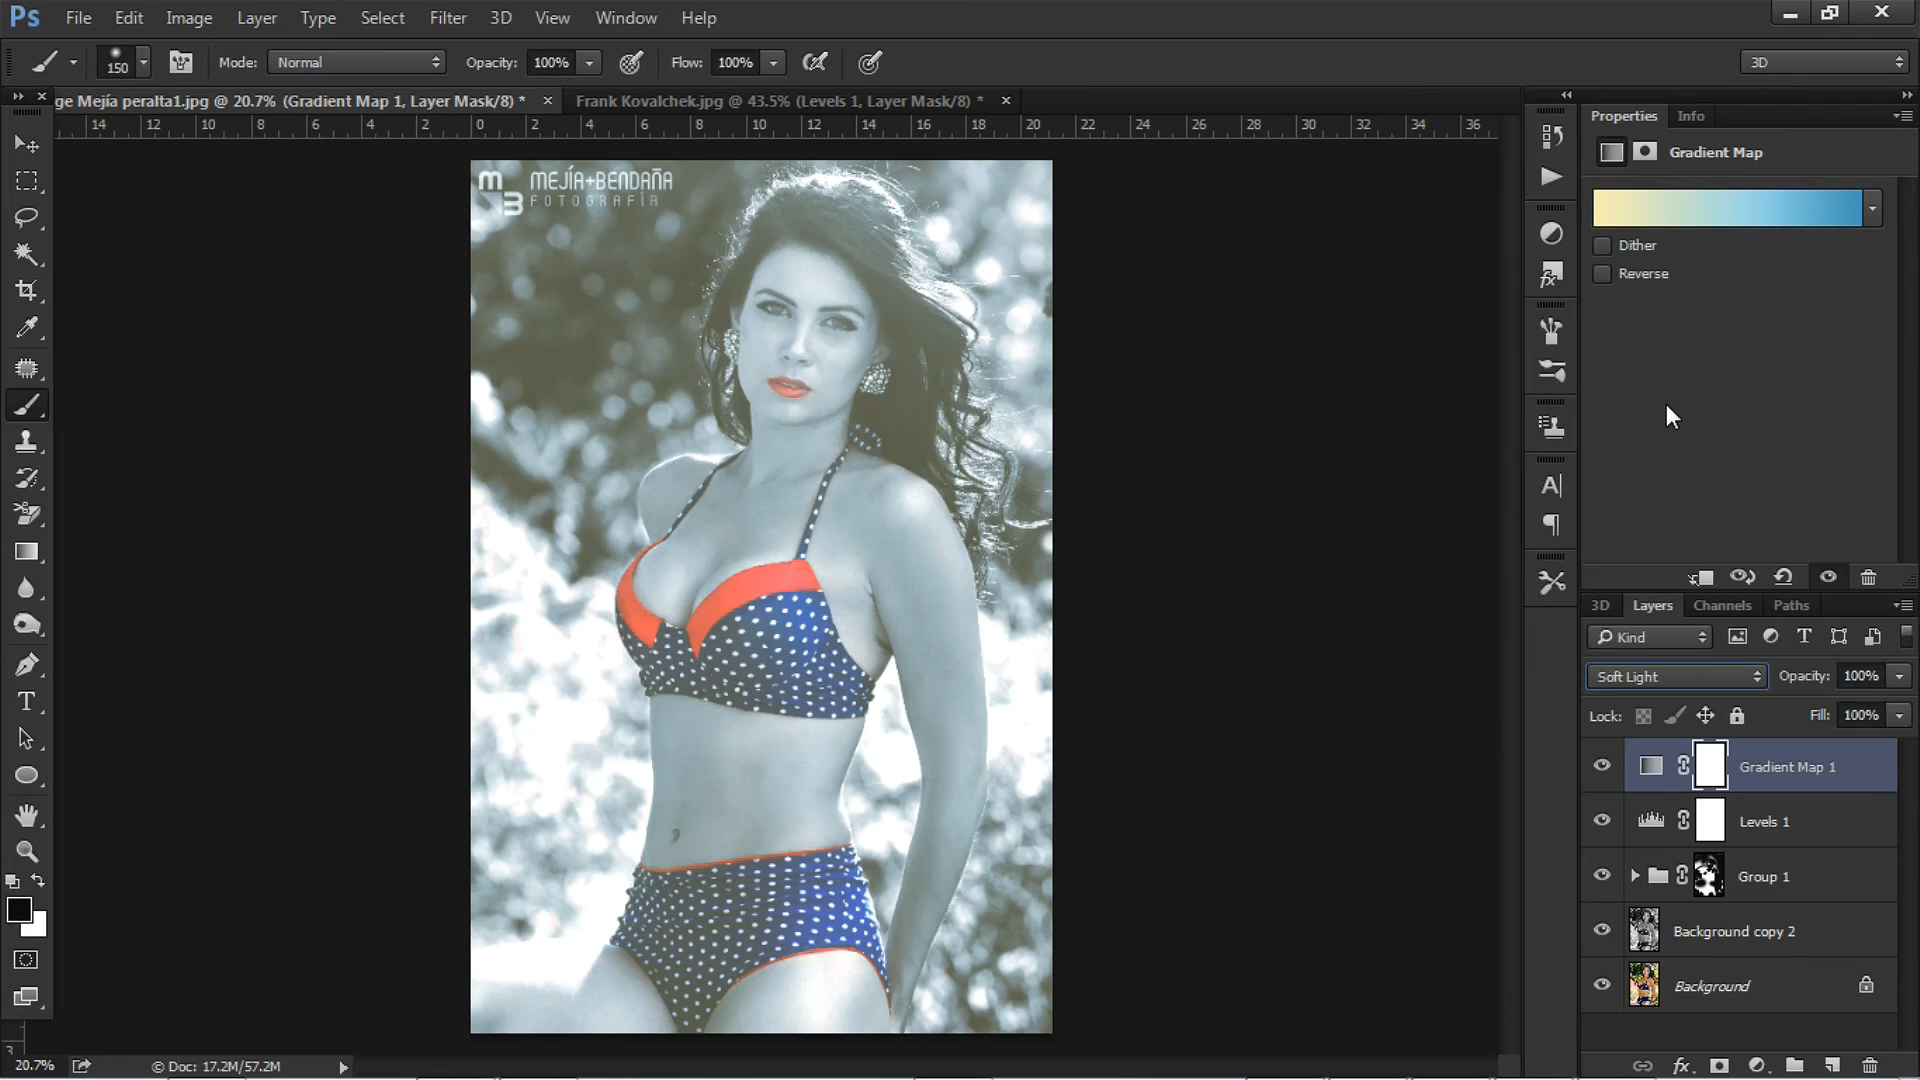 Ps File Edit Image Layer Type Select Filter 3D View Window Help
150 Mode: Normal Opacity: 100% Flow: 100% 3D
ge Mejía peralta1.jpg @ 20.7% (Gradient Map 1, Layer Mask/8) * × Frank Kovalchek.jpg @ 43.5% (Levels 1, Layer Mask/8) * ×
14 12 10 8 6 4 2 0 2 4 6 8 10 12 14 16 18 20 22 24 26 28 30 32 34 36
MEJÍA+BENDAÑA
FOTOGRAFÍA
Properties Info
Gradient Map
Dither
Reverse
3D Layers Channels Paths
Kind
Soft Light Opacity: 100%
Lock: Fill: 100%
Gradient Map 1
Levels 1
Group 1
Background copy 2
Background
3
20.7% © Doc: 17.2M/57.2M